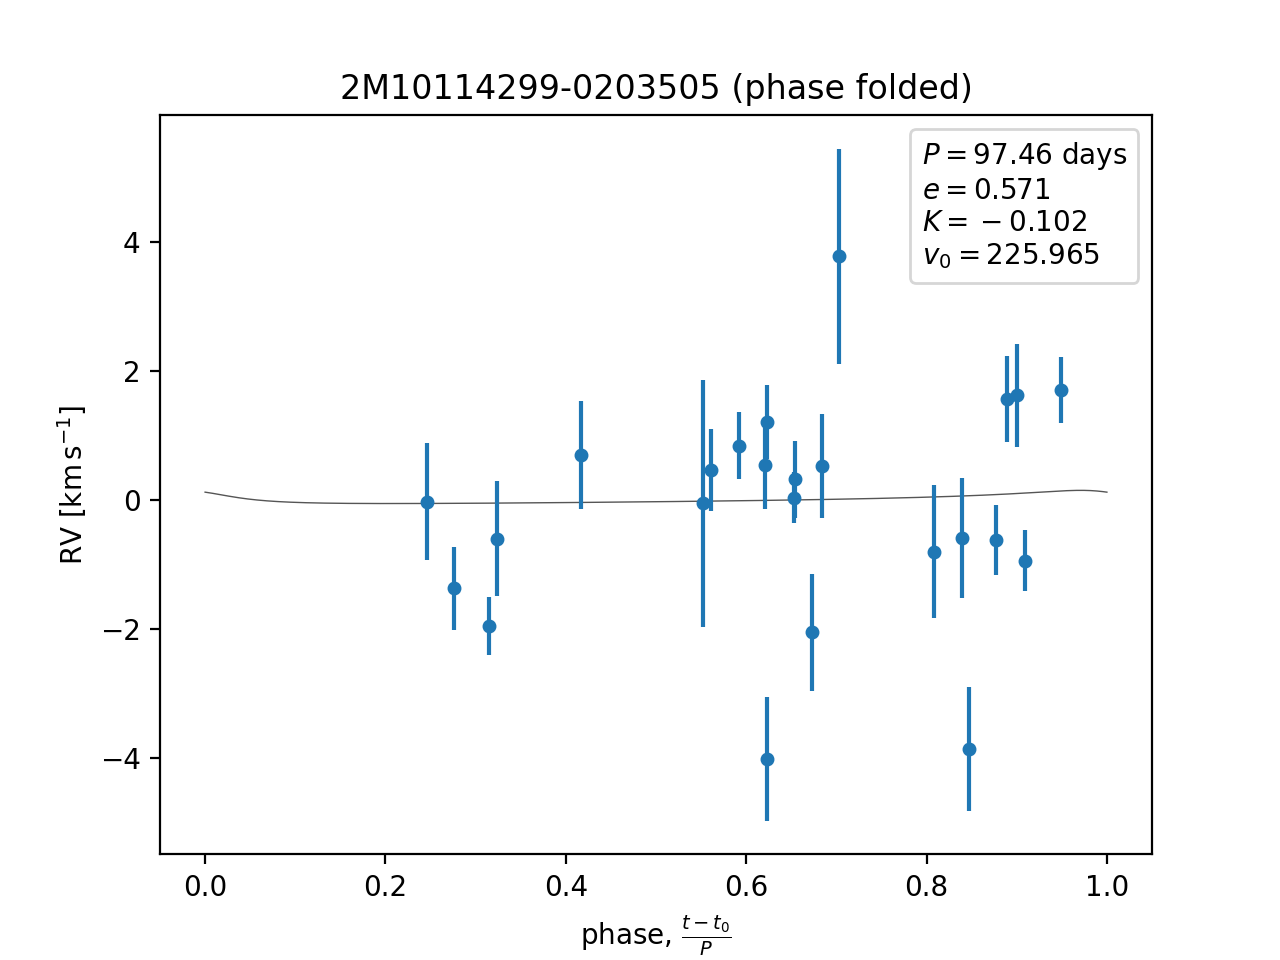 2M10114299-0203505 (phase folded)
P = 97.46 days
e = 0.571
K = − 0.102
v₀ = 225.965
4
2
0
−2
−4
RV [km s⁻¹]
0.0 0.2 0.4 0.6 0.8 1.0
phase, (t − t₀)/P